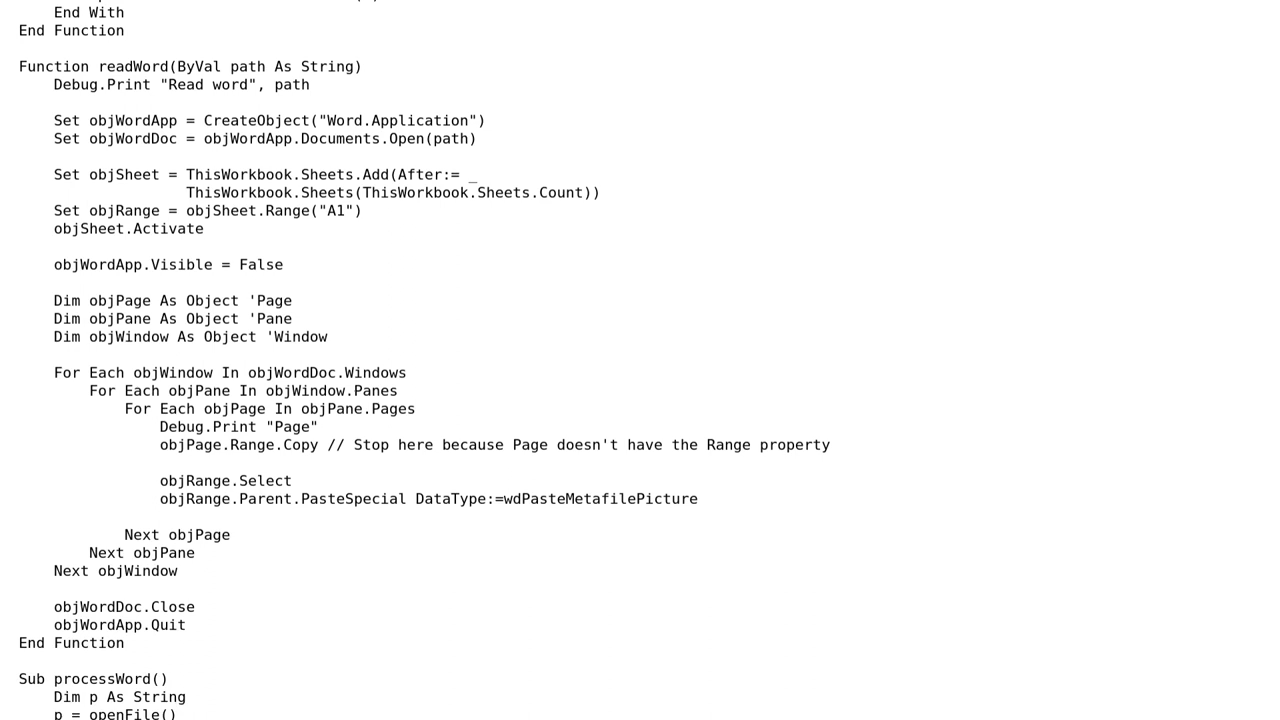 End With
End Function

Function readWord(ByVal path As String)
    Debug.Print "Read word", path

    Set objWordApp = CreateObject("Word.Application")
    Set objWordDoc = objWordApp.Documents.Open(path)

    Set objSheet = ThisWorkbook.Sheets.Add(After:= _
                   ThisWorkbook.Sheets(ThisWorkbook.Sheets.Count))
    Set objRange = objSheet.Range("A1")
    objSheet.Activate

    objWordApp.Visible = False

    Dim objPage As Object 'Page
    Dim objPane As Object 'Pane
    Dim objWindow As Object 'Window

    For Each objWindow In objWordDoc.Windows
        For Each objPane In objWindow.Panes
            For Each objPage In objPane.Pages
                Debug.Print "Page"
                objPage.Range.Copy // Stop here because Page doesn't have the Range property

                objRange.Select
                objRange.Parent.PasteSpecial DataType:=wdPasteMetafilePicture

            Next objPage
        Next objPane
    Next objWindow

    objWordDoc.Close
    objWordApp.Quit
End Function

Sub processWord()
    Dim p As String
    p = openFile()